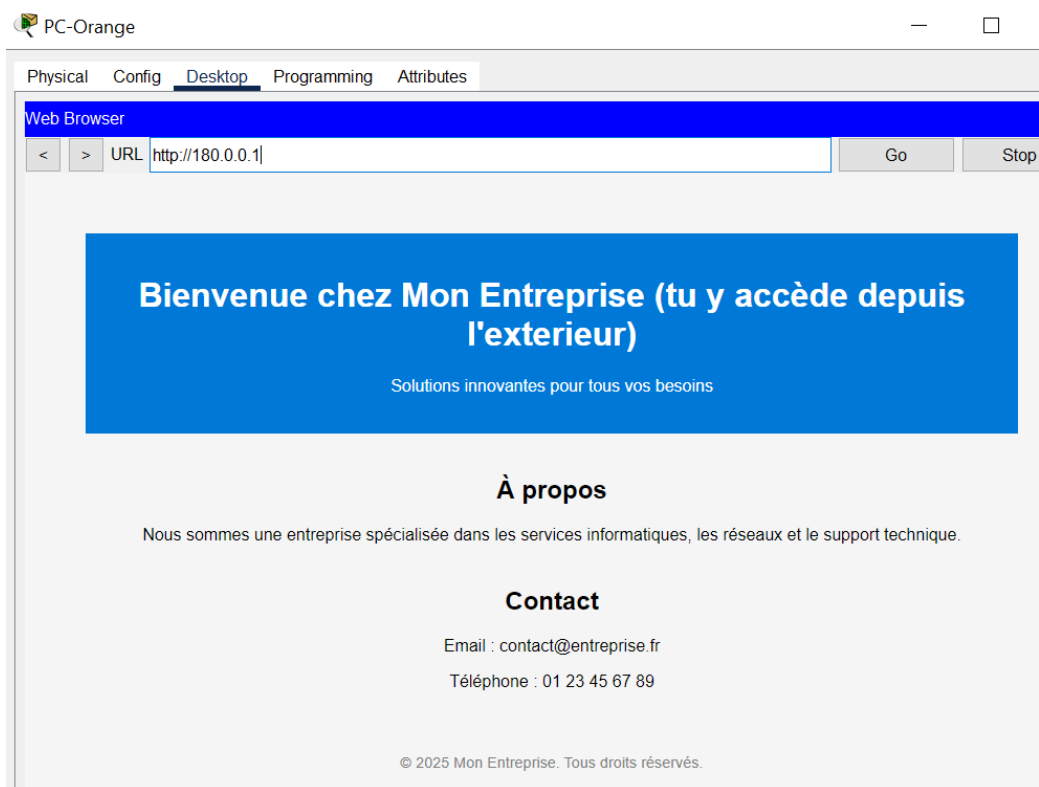 PC-Orange
Physical Config Desktop Programming Attributes
Web Browser
< > URL http://180.0.0.1 Go Stop
Bienvenue chez Mon Entreprise (tu y accède depuis
l'exterieur)
Solutions innovantes pour tous vos besoins
À propos
Nous sommes une entreprise spécialisée dans les services informatiques, les réseaux et le support technique.
Contact
Email : contact@entreprise.fr
Téléphone : 01 23 45 67 89
© 2025 Mon Entreprise. Tous droits réservés.